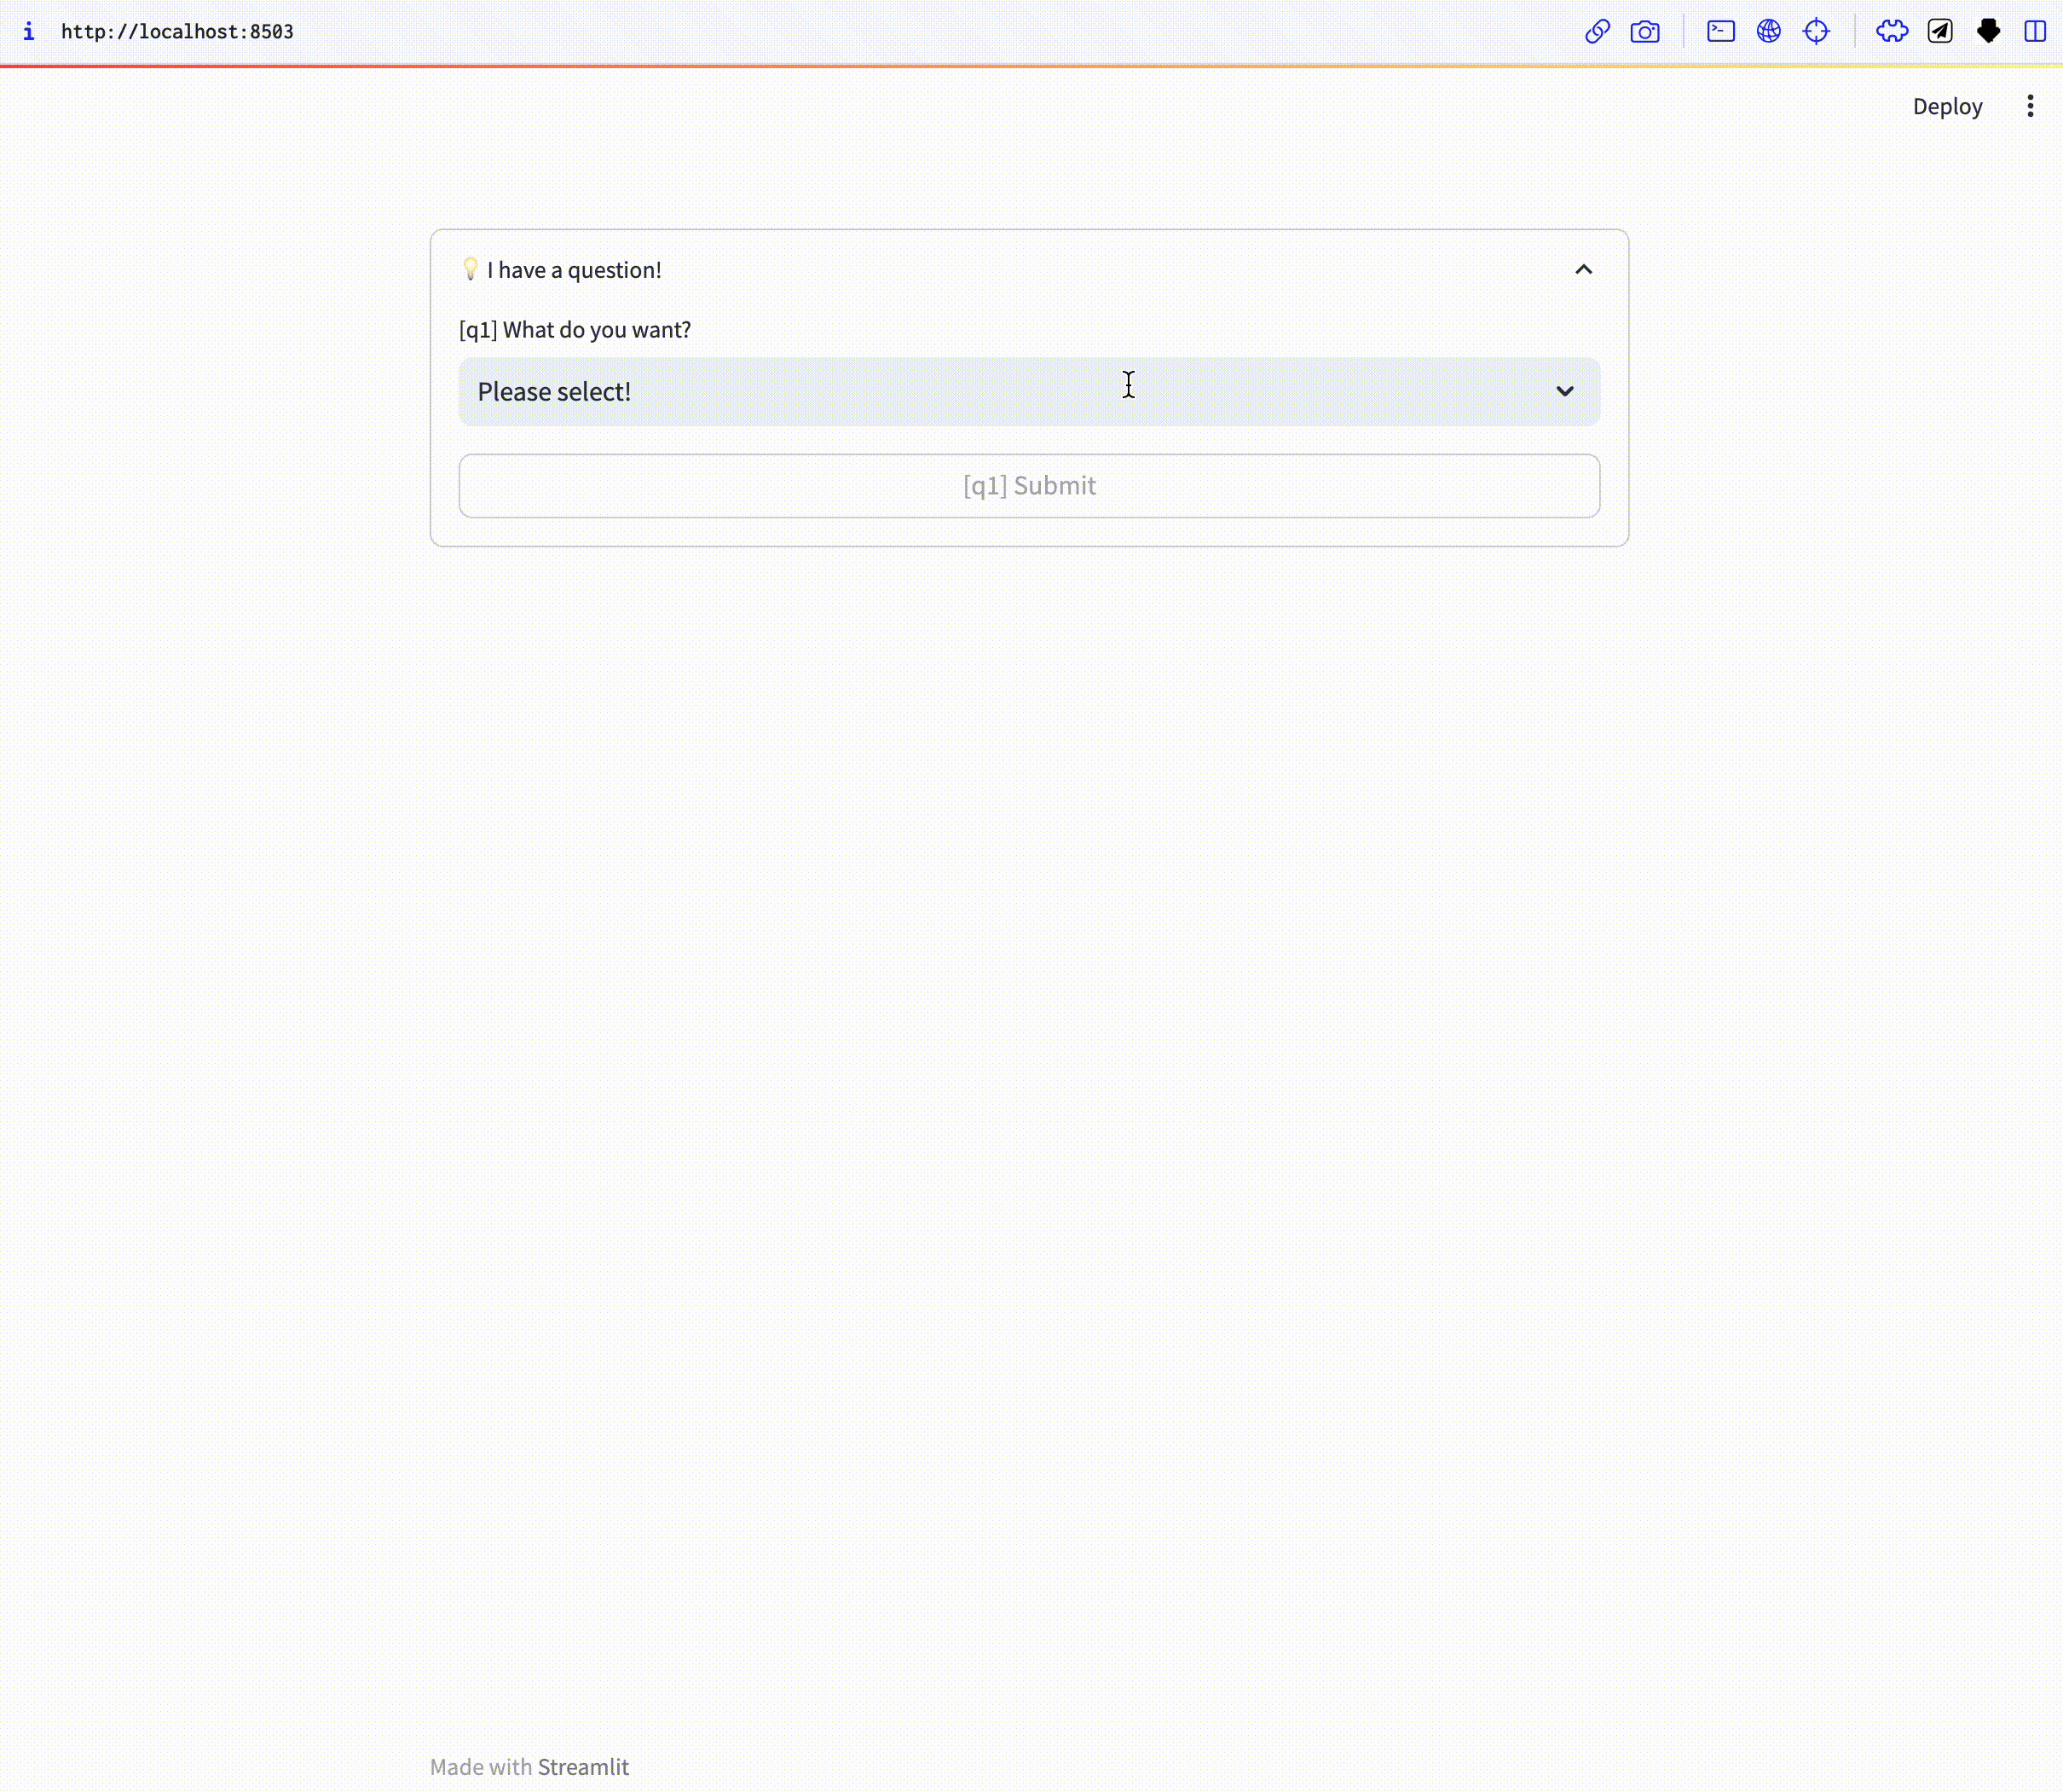 i http://localhost:8503
Deploy
💡 I have a question!
[q1] What do you want?
Please select!
[q1] Submit
Made with Streamlit